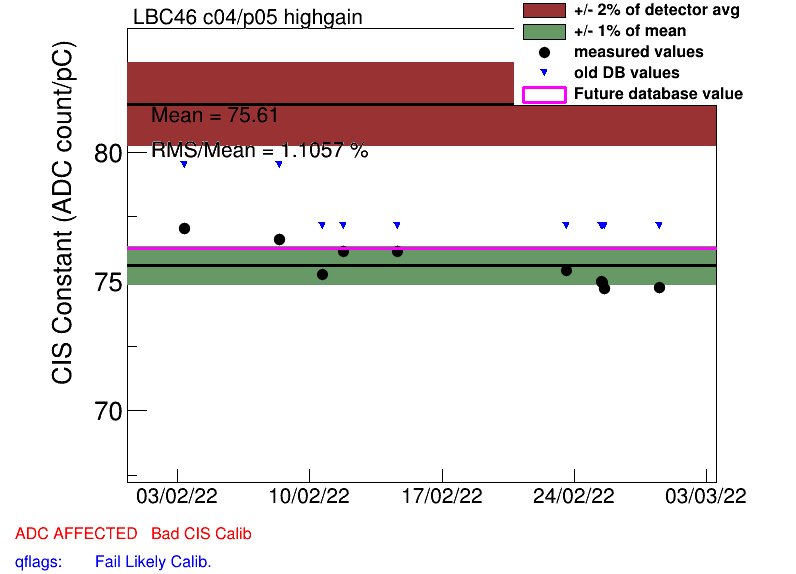 LBC46 c04/p05 highgain
+/- 2% of detector avg
+/- 1% of mean
measured values
old DB values
Future database value
CIS Constant (ADC count/pC)
Mean = 75.61
RMS/Mean = 1.1057 %
80
75
70
03/02/22 10/02/22 17/02/22 24/02/22 03/03/22
ADC AFFECTED Bad CIS Calib
qflags: Fail Likely Calib.